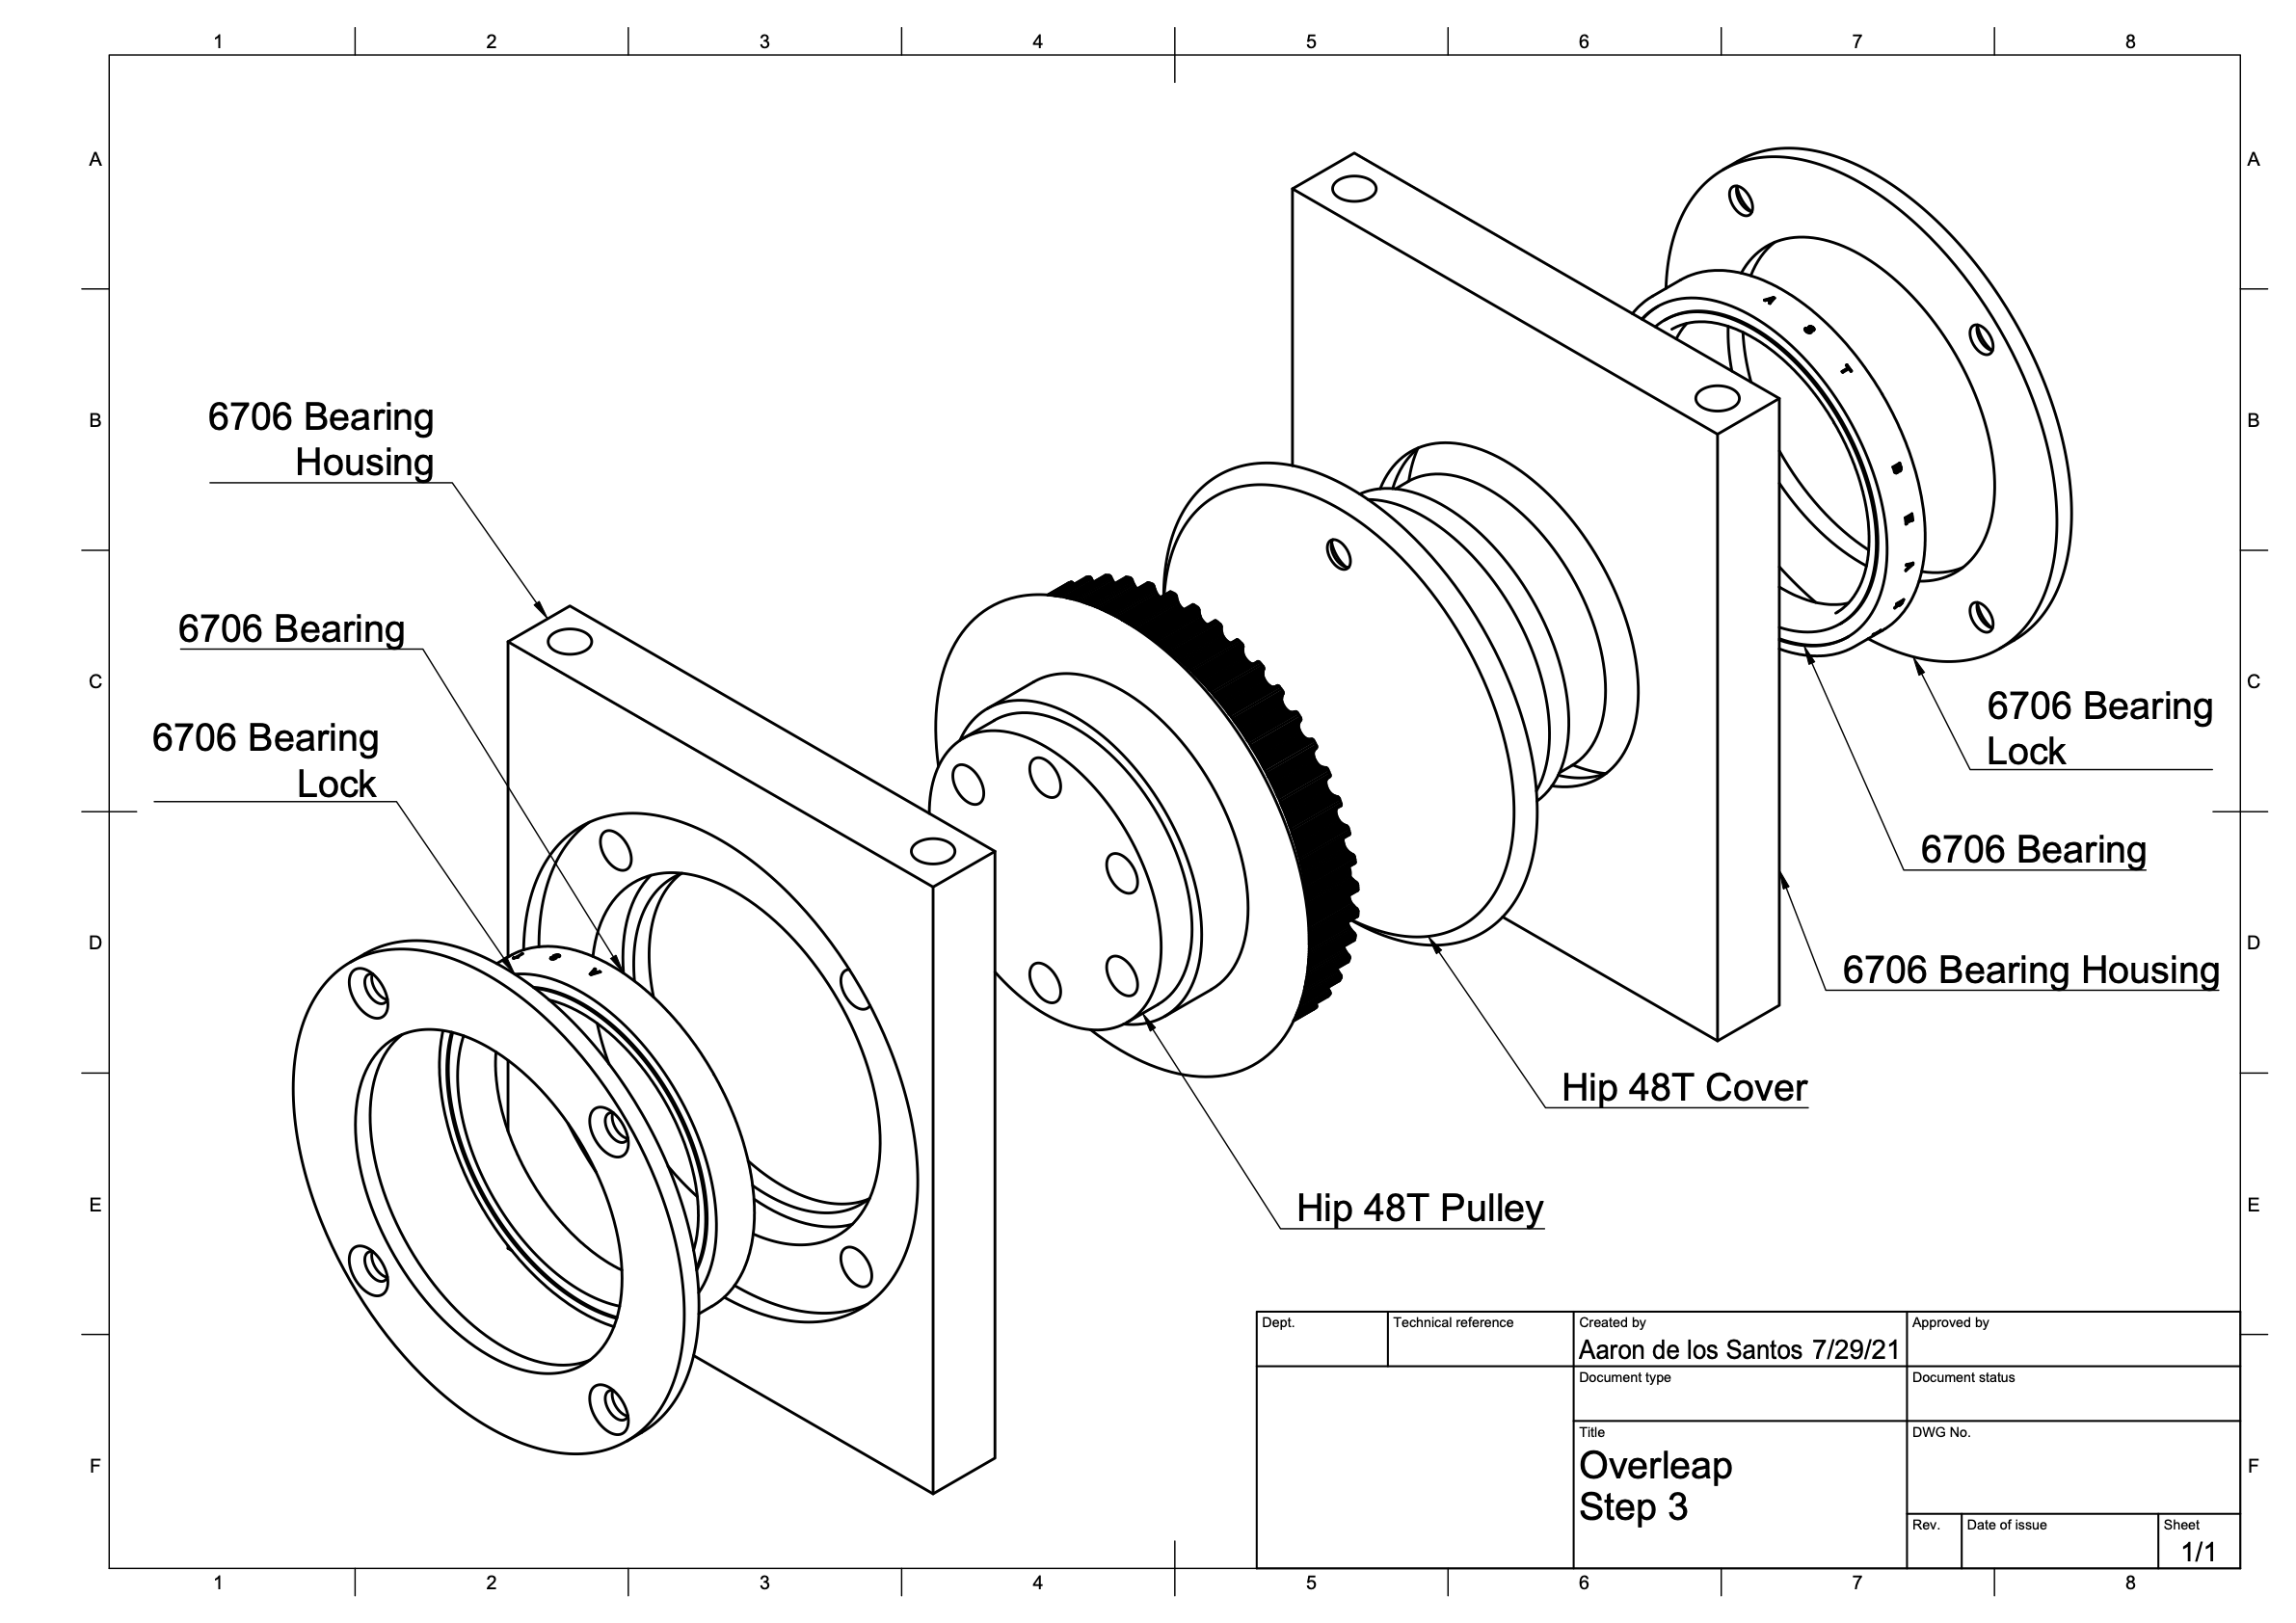 1 2 3 4 5 6 7 8
A A
B B
C C
D D
E E
F F
6706 Bearing
Housing
6706 Bearing
6706 Bearing
Lock
6706 Bearing
Lock
6706 Bearing
6706 Bearing Housing
Hip 48T Cover
Hip 48T Pulley
Dept.
Technical reference
Created by
Aaron de los Santos 7/29/21
Approved by
Document type
Document status
Title
Overleap
Step 3
DWG No.
Rev.
Date of issue
Sheet
1/1
1 2 3 4 5 6 7 8